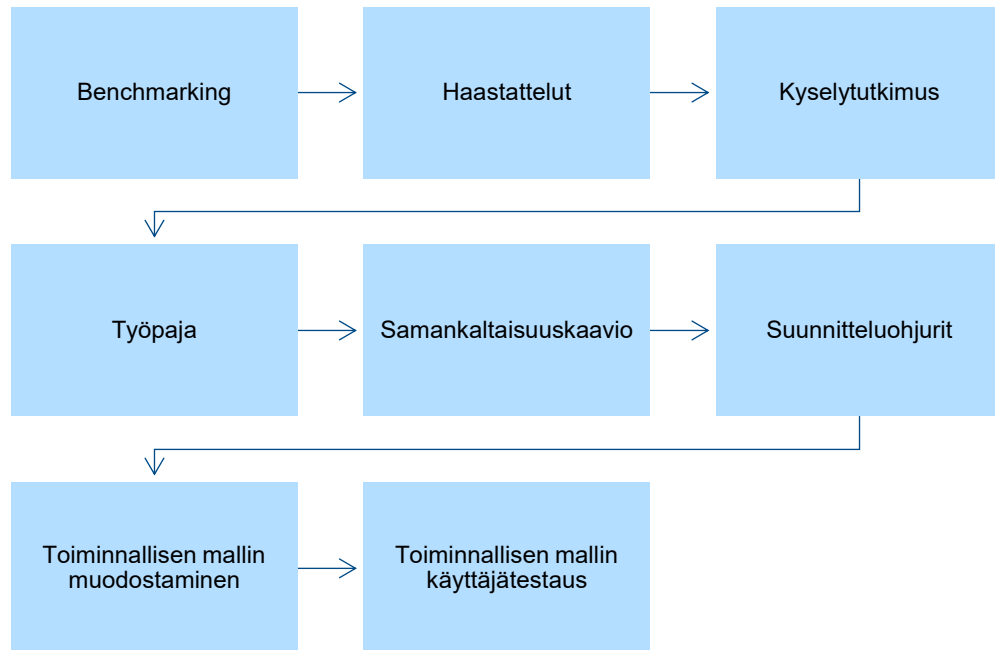 Benchmarking
Haastattelut
Kyselytutkimus
Työpaja
Samankaltaisuuskaavio
Suunnitteluohjurit
Toiminnallisen mallin
muodostaminen
Toiminnallisen mallin
käyttäjätestaus